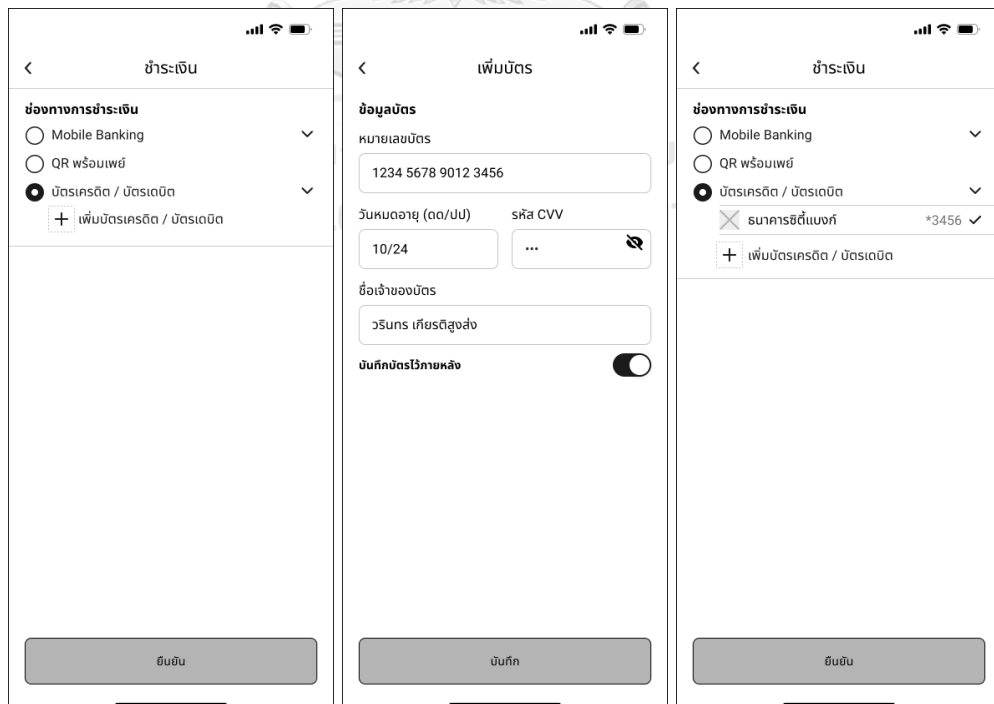 ชำระเงิน
ช่องทางการชำระเงิน
Mobile Banking
QR พร้อมเพย์
บัตรเครดิต / บัตรเดบิต
เพิ่มบัตรเครดิต / บัตรเดบิต
ยืนยัน
เพิ่มบัตร
ข้อมูลบัตร
หมายเลขบัตร
1234 5678 9012 3456
วันหมดอายุ (ดด/ปป) รหัส CVV
10/24 ···
ชื่อเจ้าของบัตร
วรินทร เกียรติสูงส่ง
บันทึกบัตรไว้ภายหลัง
บันทึก
ชำระเงิน
ช่องทางการชำระเงิน
Mobile Banking
QR พร้อมเพย์
บัตรเครดิต / บัตรเดบิต
ธนาคารซิตี้แบงก์ *3456
เพิ่มบัตรเครดิต / บัตรเดบิต
ยืนยัน